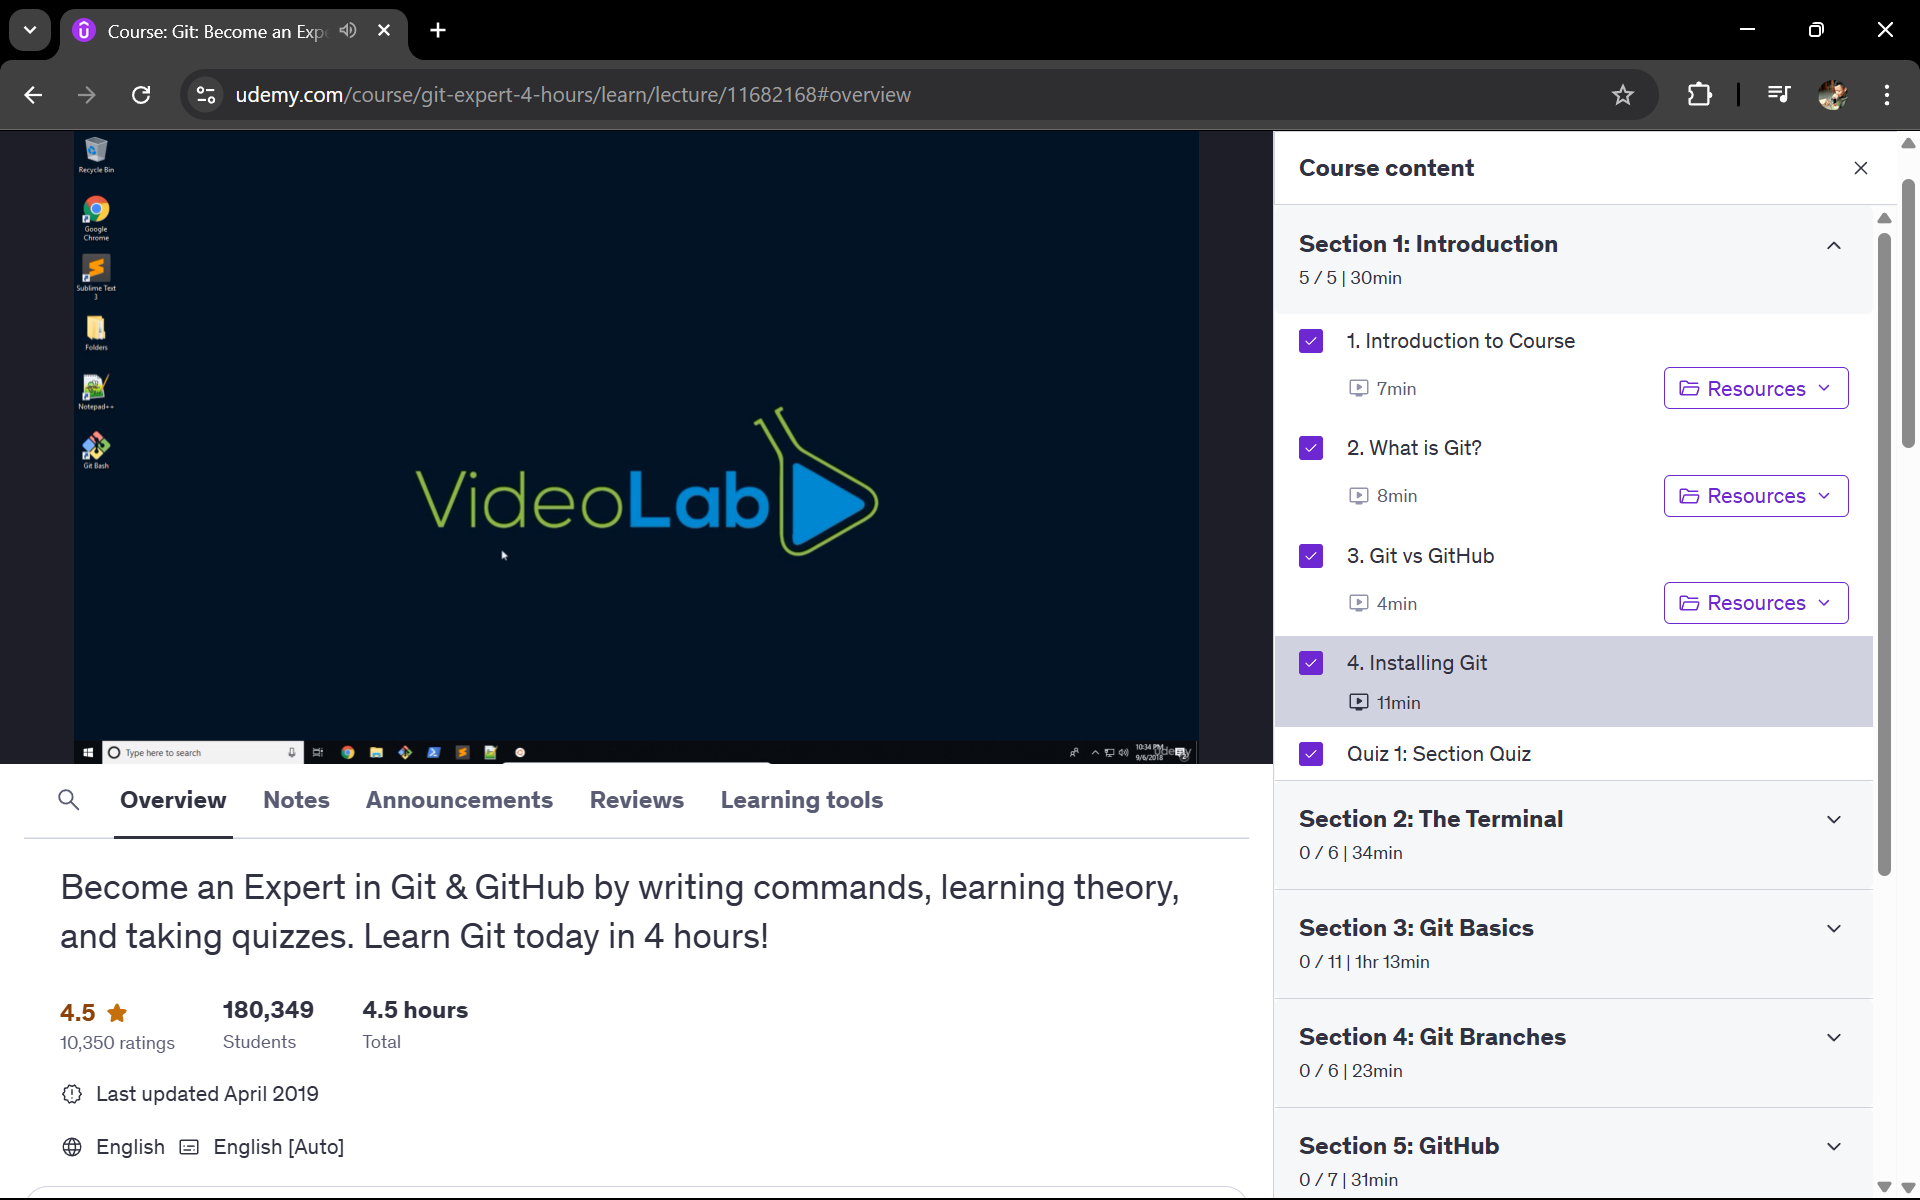 Course: Git: Become an Exp
udemy.com/course/git-expert-4-hours/learn/lecture/11682168#overview
Recycle Bin
Google
Chrome
Sublime Text
3
Folders
Notepad++
Git Bash
VideoLab
Type here to search
10:34 PM
9/6/2018
Overview
Notes
Announcements
Reviews
Learning tools
Become an Expert in Git & GitHub by writing commands, learning theory,
and taking quizzes. Learn Git today in 4 hours!
4.5
10,350 ratings
180,349
Students
4.5 hours
Total
Last updated April 2019
English
English [Auto]
Course content
Section 1: Introduction
5 / 5 | 30min
1. Introduction to Course
7min
Resources
2. What is Git?
8min
Resources
3. Git vs GitHub
4min
Resources
4. Installing Git
11min
Quiz 1: Section Quiz
Section 2: The Terminal
0 / 6 | 34min
Section 3: Git Basics
0 / 11 | 1hr 13min
Section 4: Git Branches
0 / 6 | 23min
Section 5: GitHub
0 / 7 | 31min